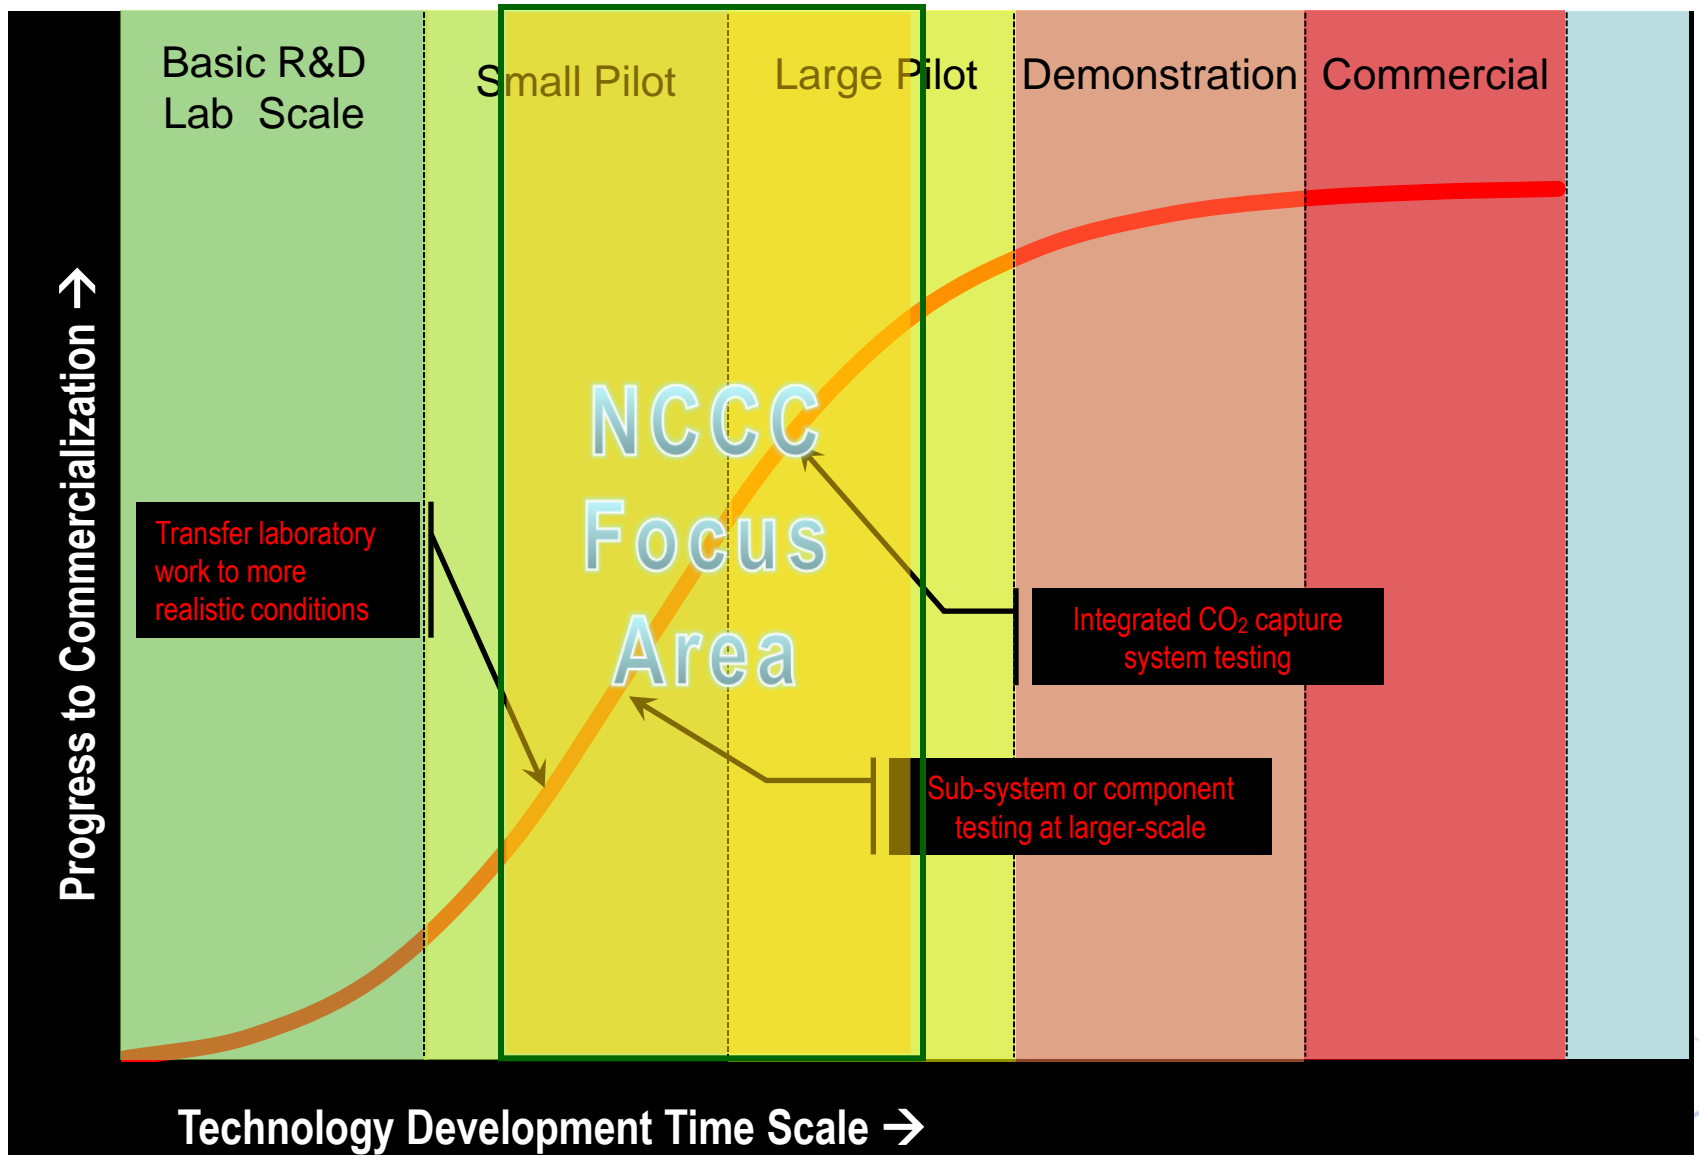 Basic R&D
Lab Scale
Small Pilot
Large Pilot
Demonstration
Commercial
Progress to Commercialization →
NCCC
Focus
Area
Transfer laboratory
work to more
realistic conditions
Integrated CO₂ capture
system testing
Sub-system or component
testing at larger-scale
Technology Development Time Scale →